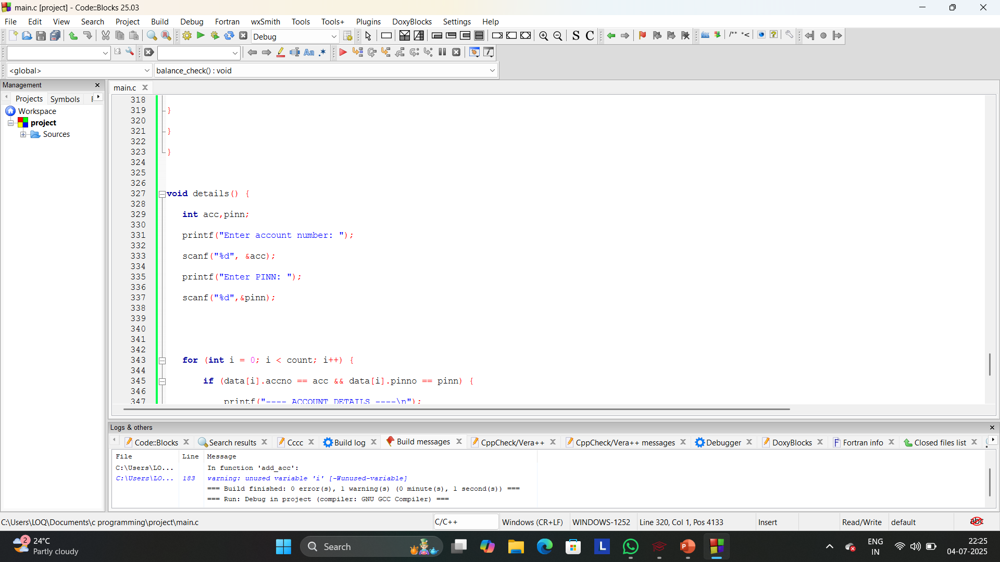 main.c [project] - Code::Blocks 25.03
File Edit View Search Project Build Debug Fortran wxSmith Tools Tools+ Plugins DoxyBlocks Settings Help
Debug
S C /** *<
Aa .*
<global> balance_check() : void
Management
Projects Symbols
Workspace
project
Sources
main.c
318
319 }
320
321 }
322
323 }
324
325
326
327 void details() {
328
329 int acc,pinn;
330
331 printf("Enter account number: ");
332
333 scanf("%d", &acc);
334
335 printf("Enter PINN: ");
336
337 scanf("%d",&pinn);
338
339
340
341
342
343 for (int i = 0; i < count; i++) {
344
345 if (data[i].accno == acc && data[i].pinno == pinn) {
346
347 printf("---- ACCOUNT DETAILS ----\n");
Logs & others
Code::Blocks Search results Cccc Build log Build messages CppCheck/Vera++ CppCheck/Vera++ messages Debugger DoxyBlocks Fortran info Closed files list
File Line Message
C:\Users\LO... In function 'add_acc':
C:\Users\LO... 183 warning: unused variable 'i' [-Wunused-variable]
=== Build finished: 0 error(s), 1 warning(s) (0 minute(s), 1 second(s)) ===
=== Run: Debug in project (compiler: GNU GCC Compiler) ===
C:\Users\LOQ\Documents\c programming\project\main.c C/C++ Windows (CR+LF) WINDOWS-1252 Line 320, Col 1, Pos 4133 Insert Read/Write default abc
2 24°C
Partly cloudy
Search
L
P
ENG
IN
22:25
04-07-2025